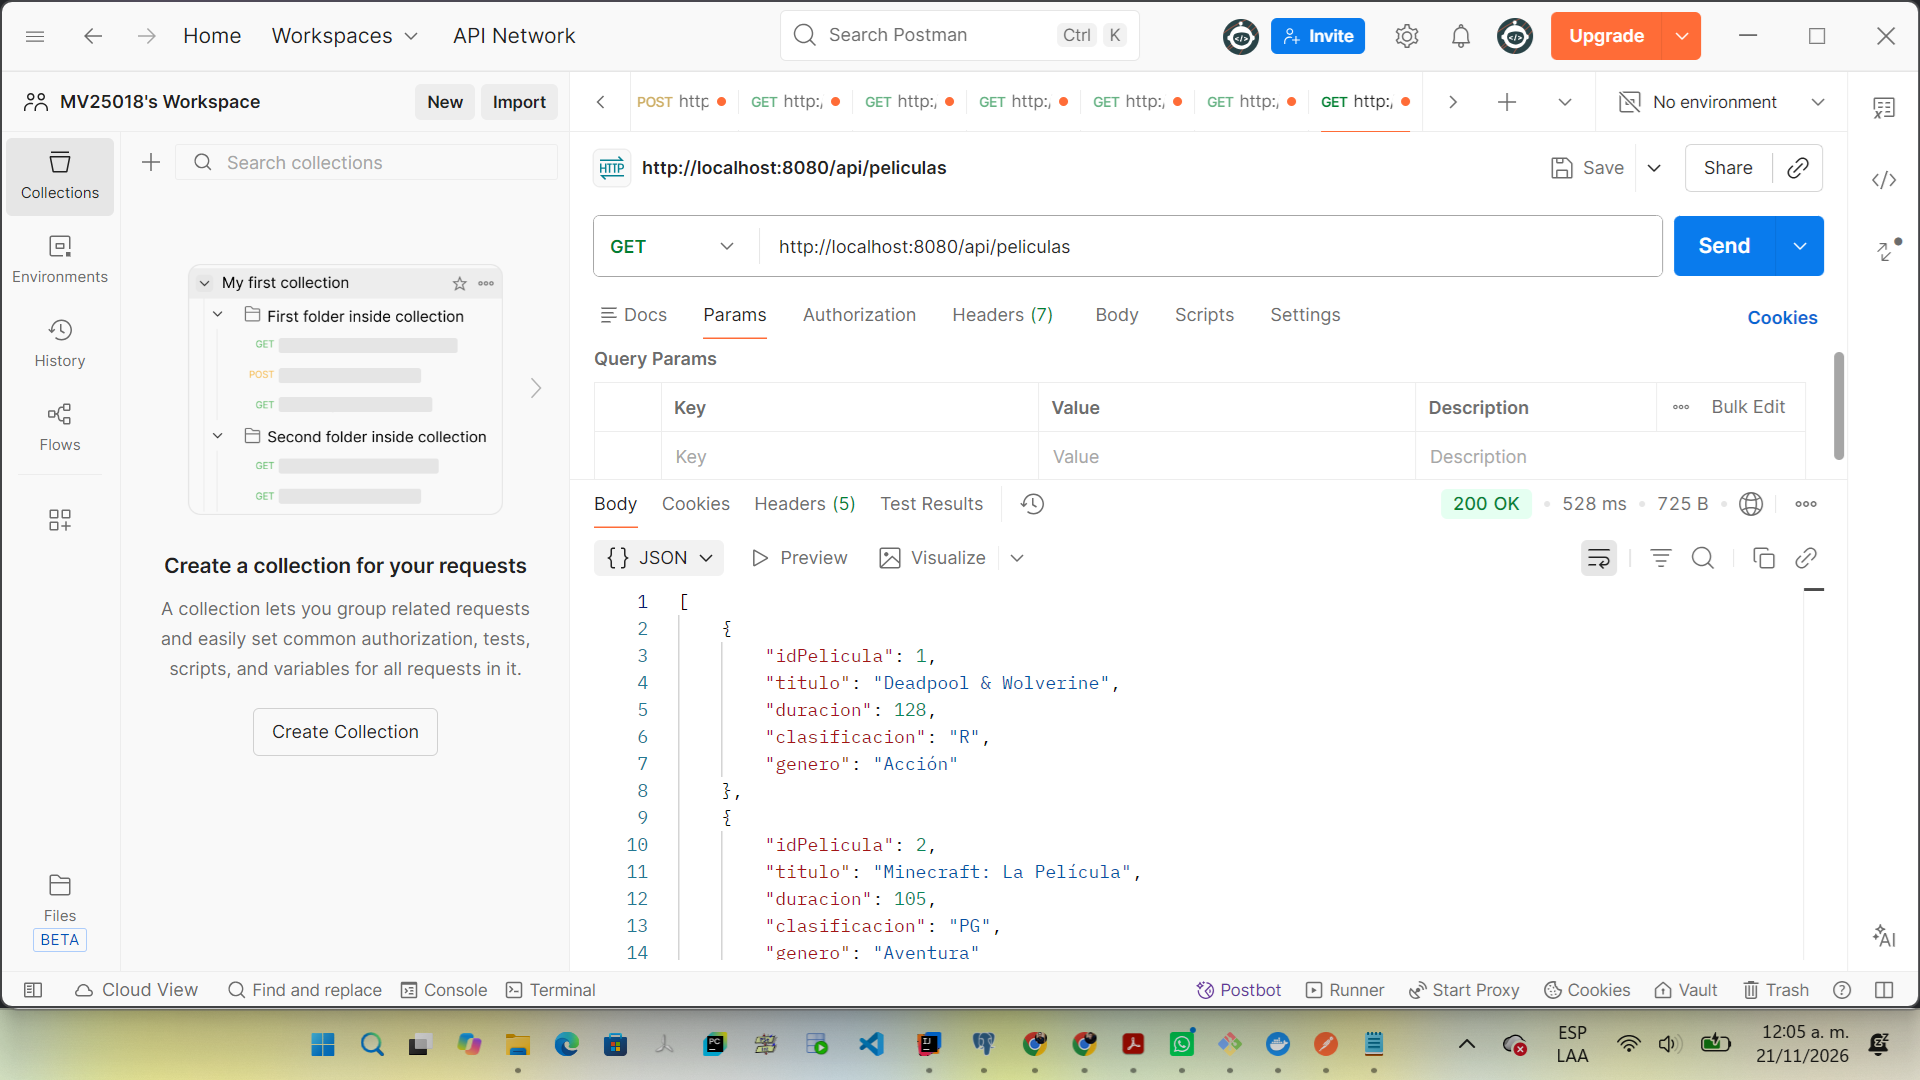 Home
Workspaces
API Network
Search Postman
Ctrl K
Invite
Upgrade
MV25018's Workspace
New
Import
POST http
GET http:/
GET http:/
GET http:/
GET http:/
GET http:/
GET http:/
No environment
Collections
Environments
History
Flows
Files
BETA
Search collections
My first collection
First folder inside collection
GET
POST
GET
Second folder inside collection
GET
GET
Create a collection for your requests
A collection lets you group related requests
and easily set common authorization, tests,
scripts, and variables for all requests in it.
Create Collection
HTTP
http://localhost:8080/api/peliculas
Save
Share
GET
http://localhost:8080/api/peliculas
Send
Docs
Params
Authorization
Headers (7)
Body
Scripts
Settings
Cookies
Query Params
Key Value Description Bulk Edit
Key Value Description
Body
Cookies
Headers (5)
Test Results
200 OK
528 ms
725 B
{} JSON
Preview
Visualize
1 [
2 {
3 "idPelicula": 1,
4 "titulo": "Deadpool & Wolverine",
5 "duracion": 128,
6 "clasificacion": "R",
7 "genero": "Acción"
8 },
9 {
10 "idPelicula": 2,
11 "titulo": "Minecraft: La Película",
12 "duracion": 105,
13 "clasificacion": "PG",
14 "genero": "Aventura"
AI
Cloud View
Find and replace
Console
Terminal
Postbot
Runner
Start Proxy
Cookies
Vault
Trash
PC
IJ
ESP
LAA
12:05 a. m.
21/11/2026